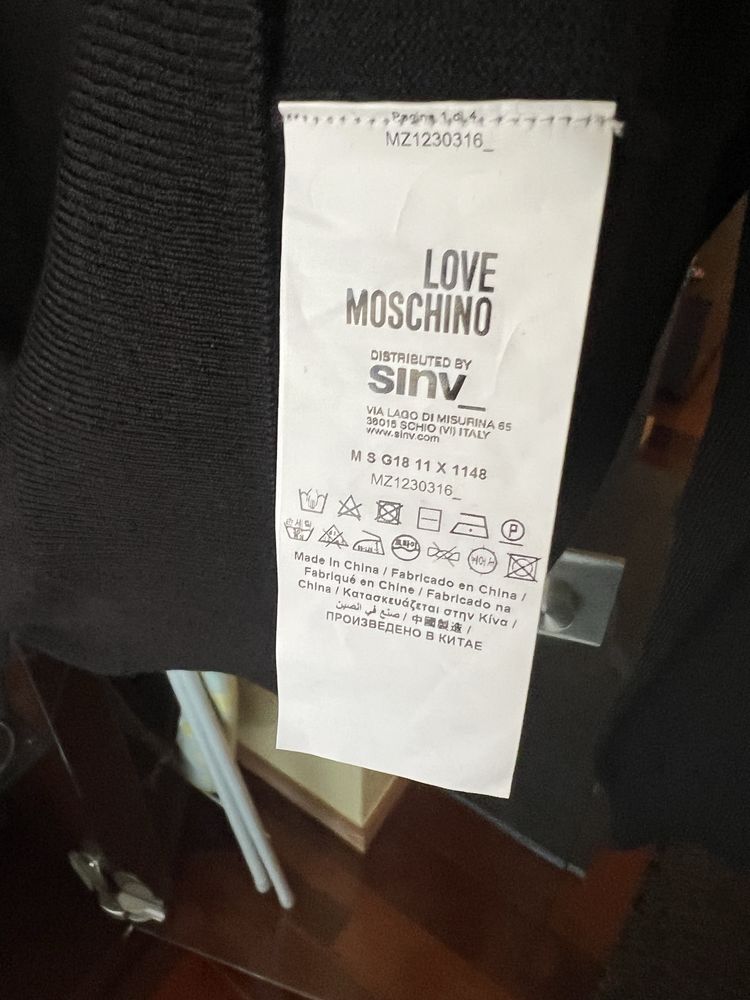 Pagina 1 di 4
MZ1230316_
LOVE
MOSCHINO
DISTRIBUTED BY
sinv_
VIA LAGO DI MISURINA 65
36015 SCHIO (VI) ITALY
www.sinv.com
M S G18 11 X 1148
MZ1230316_
P
Made in China / Fabricado en China /
Fabriqué en Chine / Fabricado na
China / Κατασκευάζεται στην Κίνα /
صنع في الصين / 中國製造 /
ПРОИЗВЕДЕНО В КИТАЕ